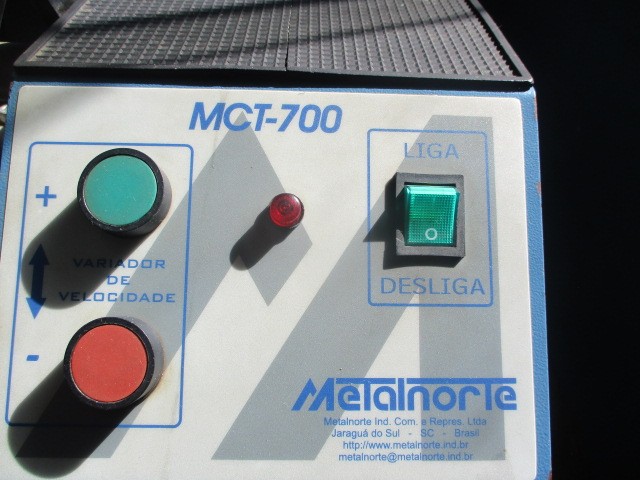 MCT-700
LIGA
+
VARIADOR
DE
VELOCIDADE
-
O
DESLIGA
Metalnorte
Metalnorte Ind. Com. e Repres. Ltda
Jaraguá do Sul - SC - Brasil
http://www.metalnorte.ind.br
metalnorte@metalnorte.ind.br